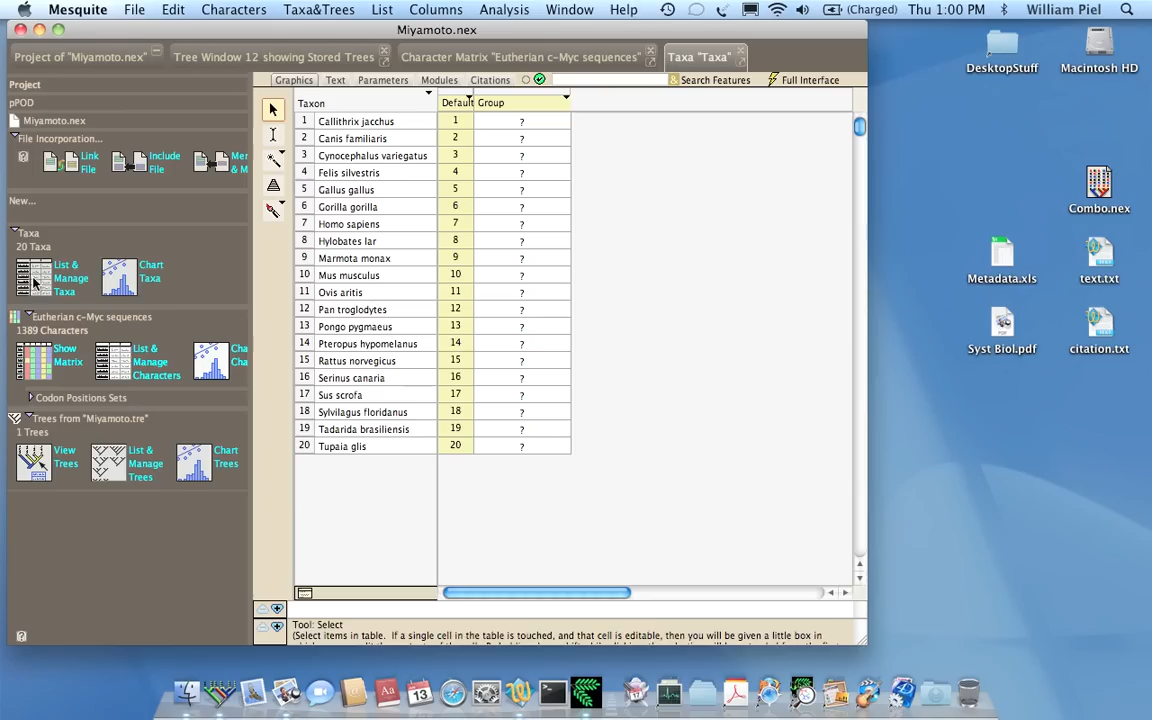 Mesquite File Edit Characters Taxa&Trees List Columns Analysis Window Help (Charged) Thu 1:00 PM William Piel
Miyamoto.nex
Project of "Miyamoto.nex" Tree Window 12 showing Stored Trees Character Matrix "Eutherian c-Myc sequences" Taxa "Taxa"
Project
pPOD
Miyamoto.nex
File Incorporation...
Link File
Include File
Mer & M
New...
Taxa
20 Taxa
List & Manage Taxa
Chart Taxa
Eutherian c-Myc sequences
1389 Characters
Show Matrix
List & Manage Characters
Cha Cha
Codon Positions Sets
Trees from "Miyamoto.tre"
1 Trees
View Trees
List & Manage Trees
Chart Trees
Graphics Text Parameters Modules Citations Search Features Full Interface
Taxon Default Group
1 Callithrix jacchus 1 ?
2 Canis familiaris 2 ?
3 Cynocephalus variegatus 3 ?
4 Felis silvestris 4 ?
5 Gallus gallus 5 ?
6 Gorilla gorilla 6 ?
7 Homo sapiens 7 ?
8 Hylobates lar 8 ?
9 Marmota monax 9 ?
10 Mus musculus 10 ?
11 Ovis aritis 11 ?
12 Pan troglodytes 12 ?
13 Pongo pygmaeus 13 ?
14 Pteropus hypomelanus 14 ?
15 Rattus norvegicus 15 ?
16 Serinus canaria 16 ?
17 Sus scrofa 17 ?
18 Sylvilagus floridanus 18 ?
19 Tadarida brasiliensis 19 ?
20 Tupaia glis 20 ?
Tool: Select
(Select items in table. If a single cell in the table is touched, and that cell is editable, then you will be given a little box in
DesktopStuff
Macintosh HD
Combo.nex
Metadata.xls
text.txt
Syst Biol.pdf
citation.txt